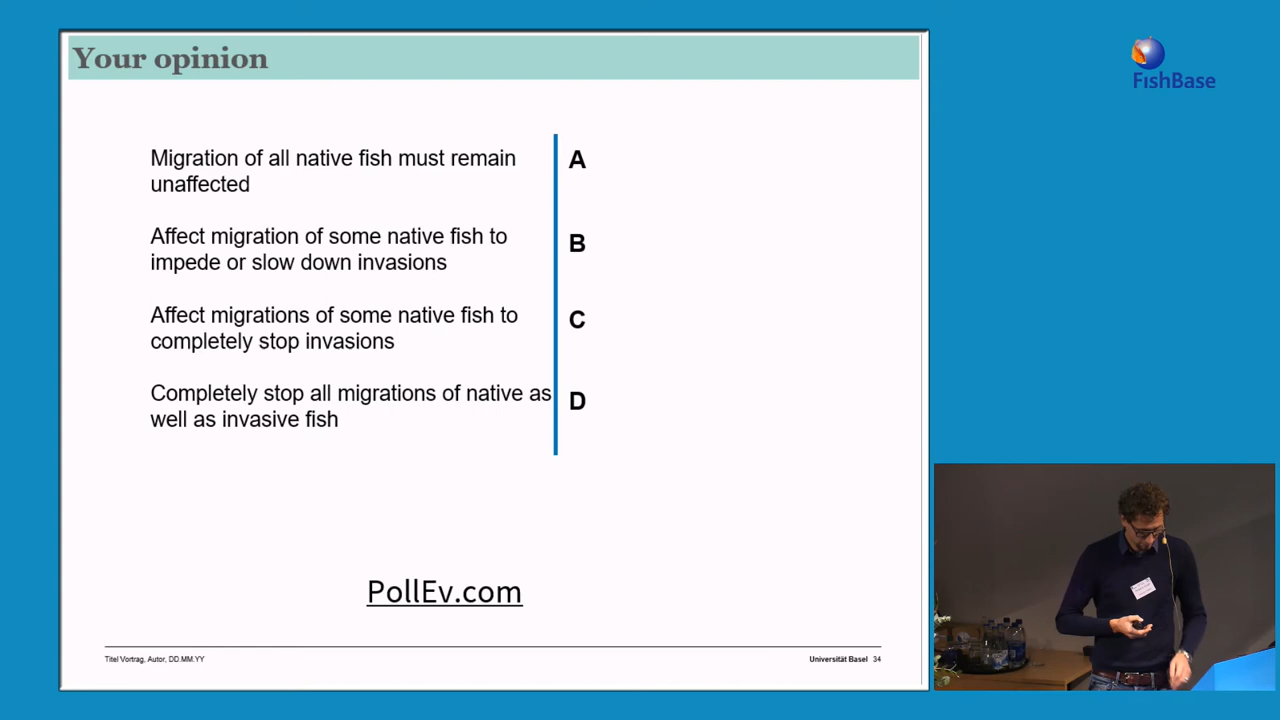 Your opinion
FishBase
Migration of all native fish must remain
unaffected
A
Affect migration of some native fish to
impede or slow down invasions
B
Affect migrations of some native fish to
completely stop invasions
C
Completely stop all migrations of native as
well as invasive fish
D
PollEv.com
Titel Vortrag, Autor, DD.MM.YY
Universität Basel 34